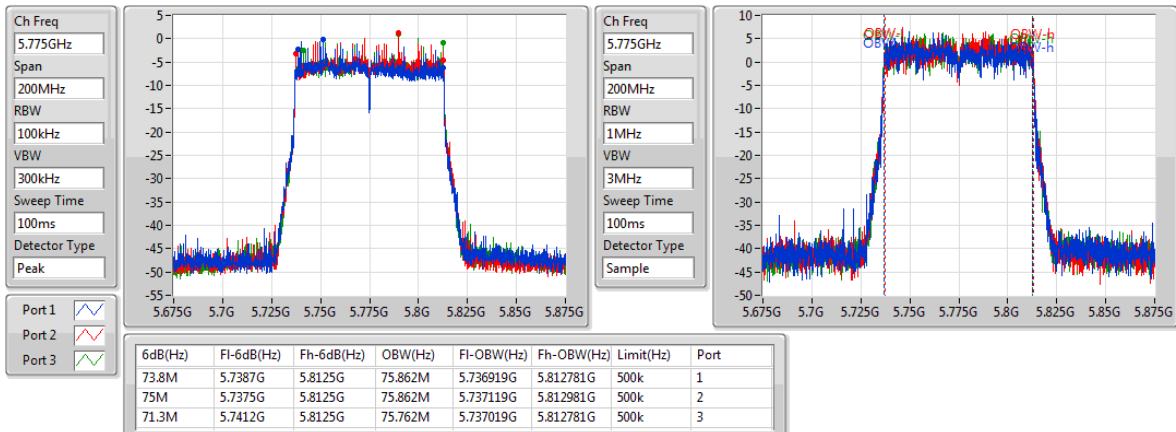 Ch Freq
5.775GHz
Span
200MHz
RBW
100kHz
VBW
300kHz
Sweep Time
100ms
Detector Type
Peak
5
0
-5
-10
-15
-20
-25
-30
-35
-40
-45
-50
-55
5.675G 5.7G 5.725G 5.75G 5.775G 5.8G 5.825G 5.85G 5.875G
Ch Freq
5.775GHz
Span
200MHz
RBW
1MHz
VBW
3MHz
Sweep Time
100ms
Detector Type
Sample
10
5
0
-5
-10
-15
-20
-25
-30
-35
-40
-45
-50
OBW-h
5.675G 5.7G 5.725G 5.75G 5.775G 5.8G 5.825G 5.85G 5.875G
Port 1
Port 2
Port 3
6dB(Hz) Fl-6dB(Hz) Fh-6dB(Hz) OBW(Hz) Fl-OBW(Hz) Fh-OBW(Hz) Limit(Hz) Port
73.8M 5.7387G 5.8125G 75.862M 5.736919G 5.812781G 500k 1
75M 5.7375G 5.8125G 75.862M 5.737119G 5.812981G 500k 2
71.3M 5.7412G 5.8125G 75.762M 5.737019G 5.812781G 500k 3